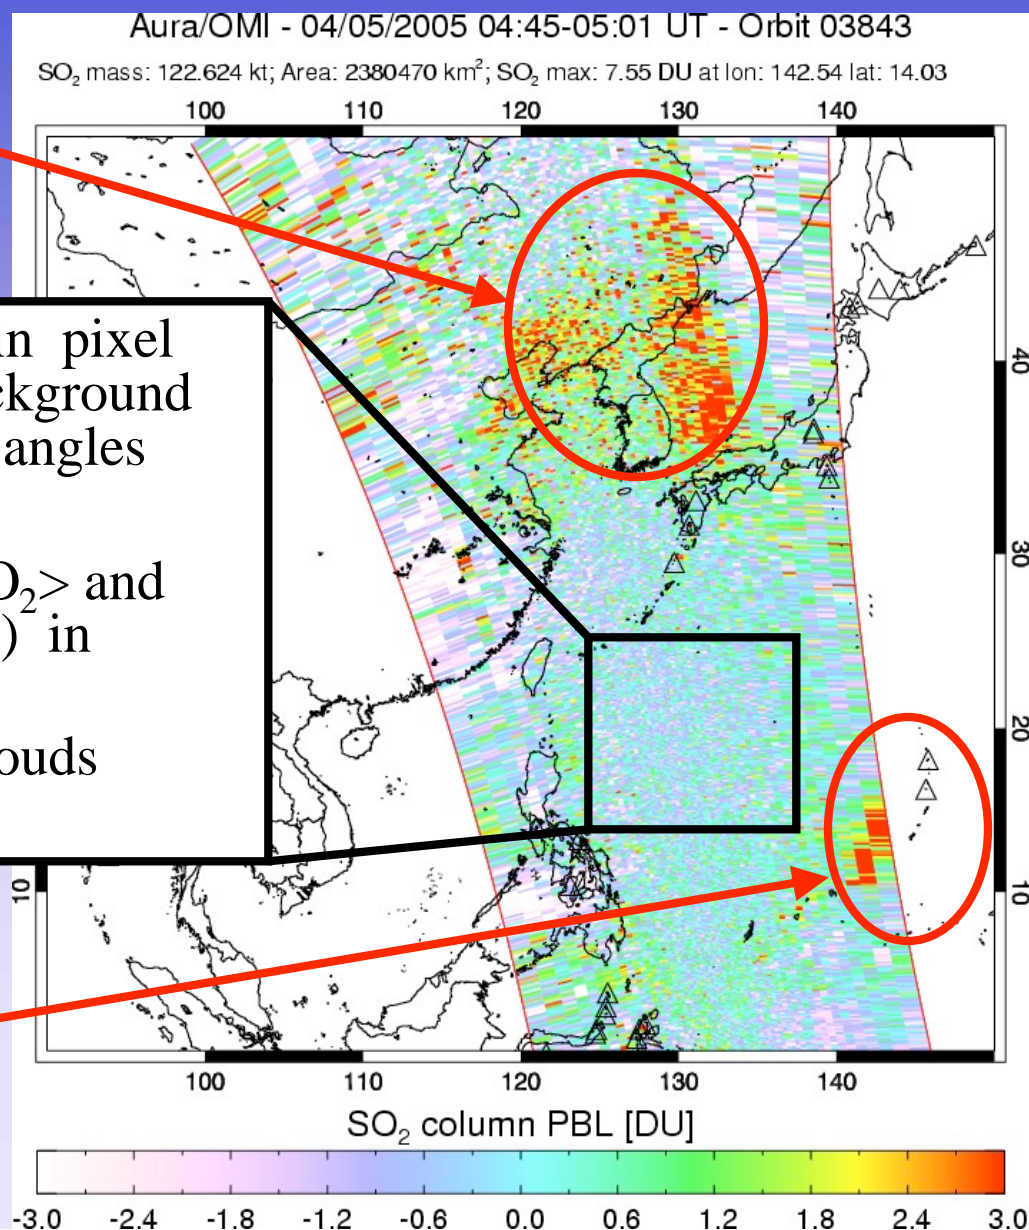 Aura/OMI - 04/05/2005 04:45-05:01 UT - Orbit 03843
SO₂ mass: 122.624 kt; Area: 2380470 km²; SO₂ max: 7.55 DU at lon: 142.54 lat: 14.03
100 110 120 130 140
in pixel
angles
> and
) in
40
30
20
10
10
100 110 120 130 140
SO₂ column PBL [DU]
-3.0 -2.4 -1.8 -1.2 -0.6 0.0 0.6 1.2 1.8 2.4 3.0